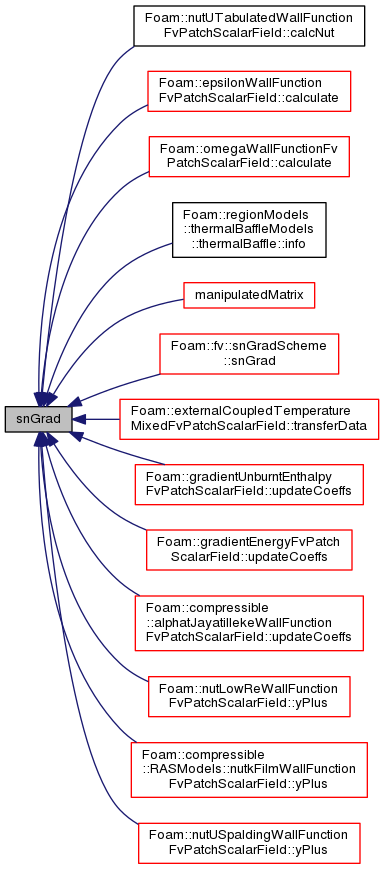 Foam::nutUTabulatedWallFunction
FvPatchScalarField::calcNut
Foam::epsilonWallFunction
FvPatchScalarField::calculate
Foam::omegaWallFunctionFv
PatchScalarField::calculate
Foam::regionModels
::thermalBaffleModels
::thermalBaffle::info
manipulatedMatrix
Foam::fv::snGradScheme
::snGrad
snGrad
Foam::externalCoupledTemperature
MixedFvPatchScalarField::transferData
Foam::gradientUnburntEnthalpy
FvPatchScalarField::updateCoeffs
Foam::gradientEnergyFvPatch
ScalarField::updateCoeffs
Foam::compressible
::alphatJayatillekeWallFunction
FvPatchScalarField::updateCoeffs
Foam::nutLowReWallFunction
FvPatchScalarField::yPlus
Foam::compressible
::RASModels::nutkFilmWallFunction
FvPatchScalarField::yPlus
Foam::nutUSpaldingWallFunction
FvPatchScalarField::yPlus